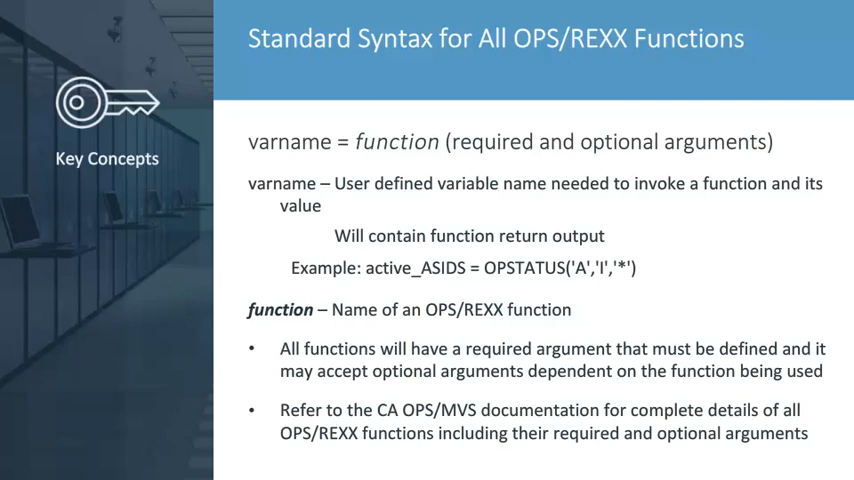 Standard Syntax for All OPS/REXX Functions
Key Concepts
varname = function (required and optional arguments)
varname – User defined variable name needed to invoke a function and its
value
Will contain function return output
Example: active_ASIDS = OPSTATUS('A','I','*')
function – Name of an OPS/REXX function
• All functions will have a required argument that must be defined and it
may accept optional arguments dependent on the function being used
• Refer to the CA OPS/MVS documentation for complete details of all
OPS/REXX functions including their required and optional arguments